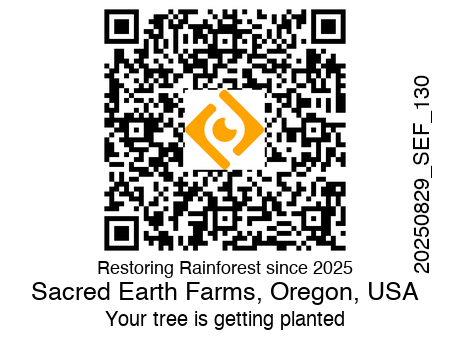 Restoring Rainforest since 2025
Sacred Earth Farms, Oregon, USA
Your tree is getting planted
20250829_SEF_130